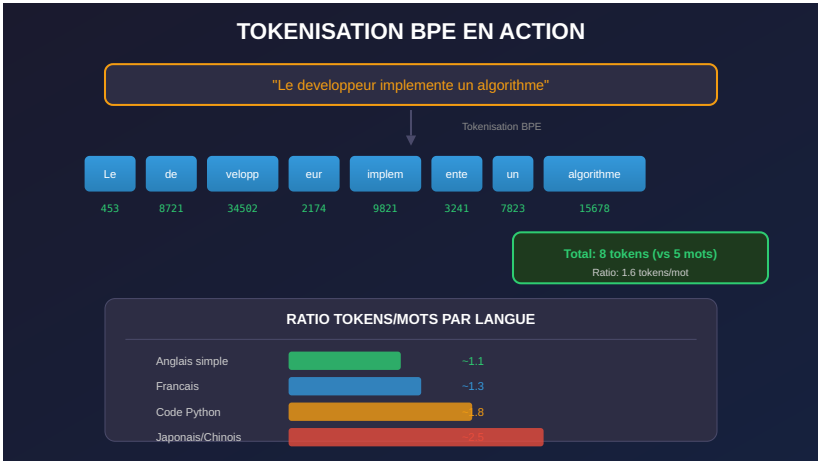 TOKENISATION BPE EN ACTION
"Le developpeur implemente un algorithme"
Tokenisation BPE
Le de velopp eur implem ente un algorithme
453 8721 34502 2174 9821 3241 7823 15678
Total: 8 tokens (vs 5 mots)
Ratio: 1.6 tokens/mot
RATIO TOKENS/MOTS PAR LANGUE
Anglais simple ~1.1
Francais ~1.3
Code Python ~1.8
Japonais/Chinois ~2.5